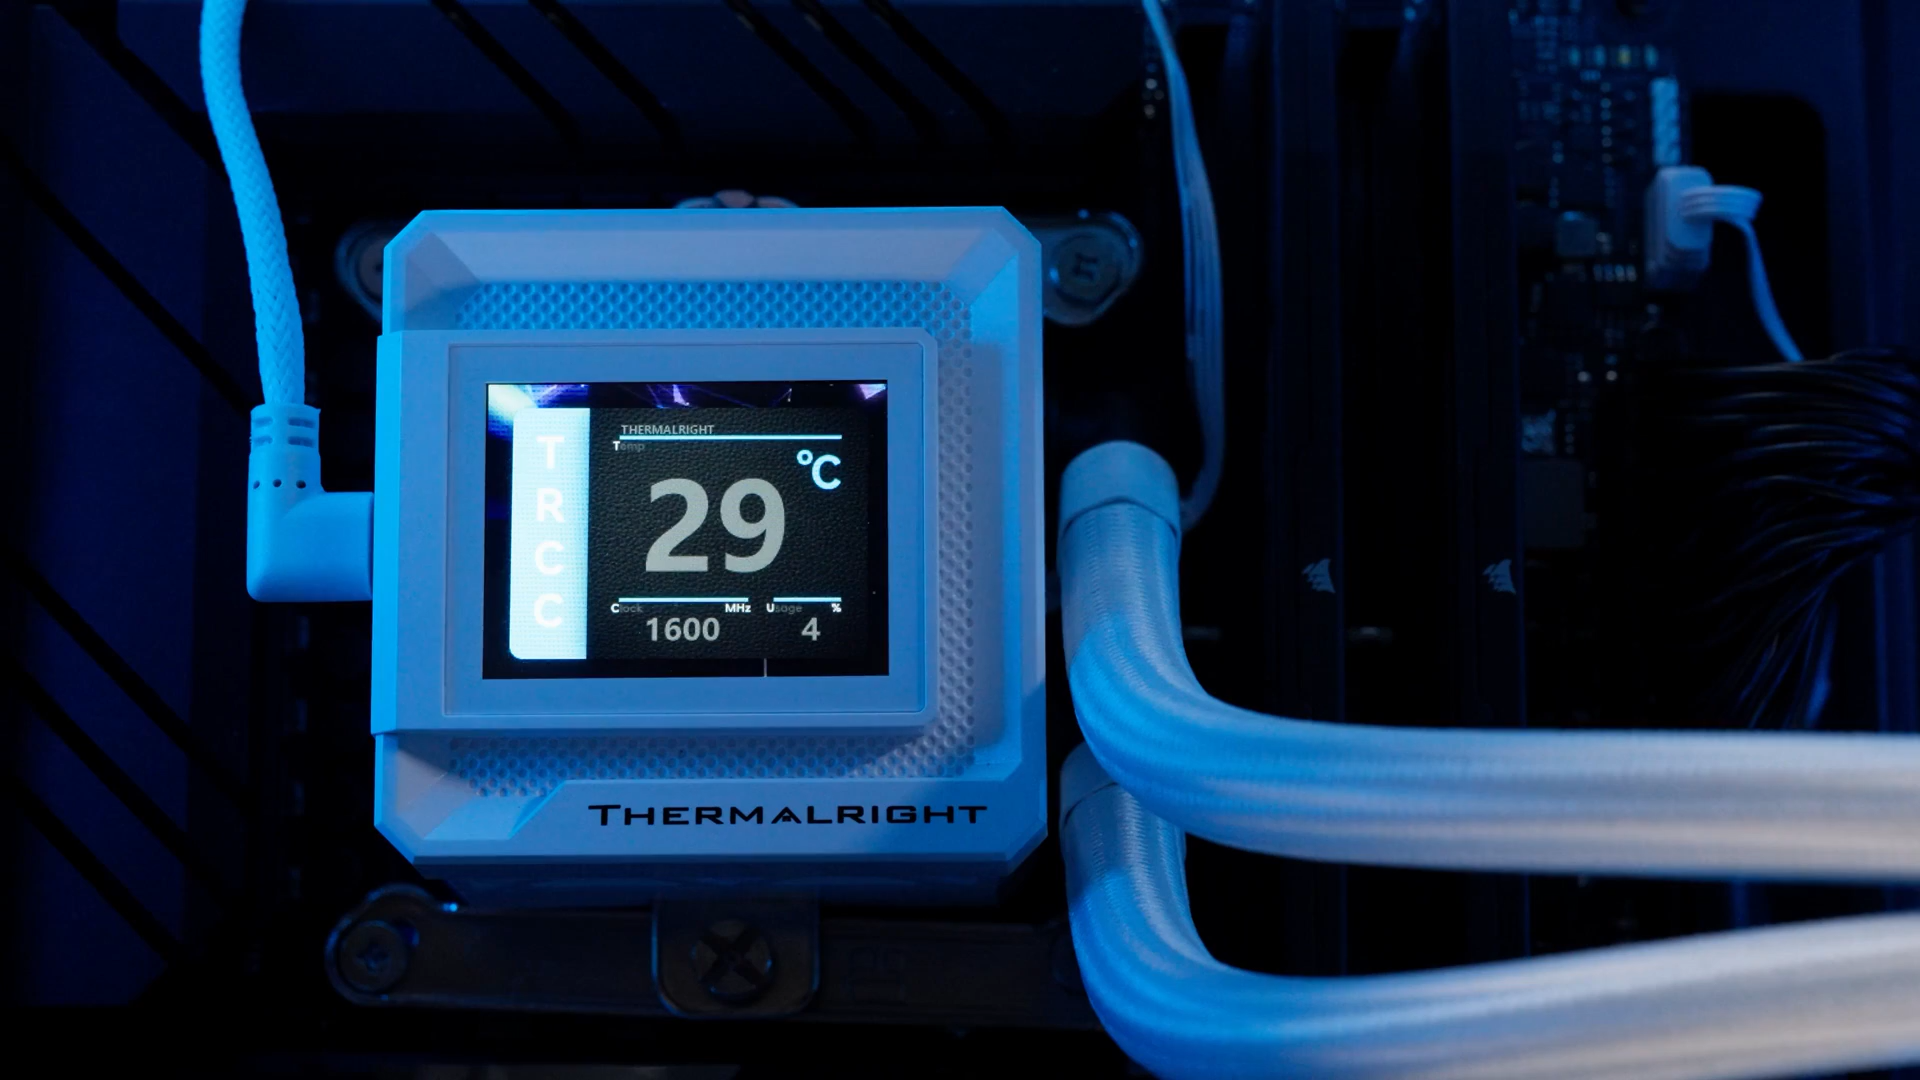 TRCC
THERMALRIGHT
Temp
°C
29
Clock MHz Usage %
1600 4
THERMALRIGHT